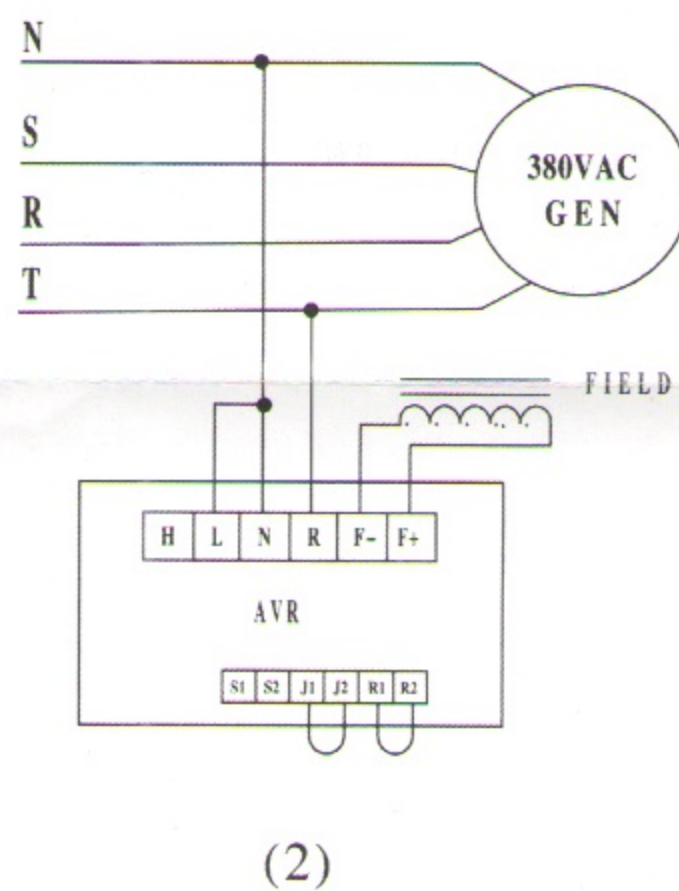 N
S
380VAC
GEN
R
T
FIELD
H L N R F- F+
AVR
S1 S2 J1 J2 R1 R2
(2)